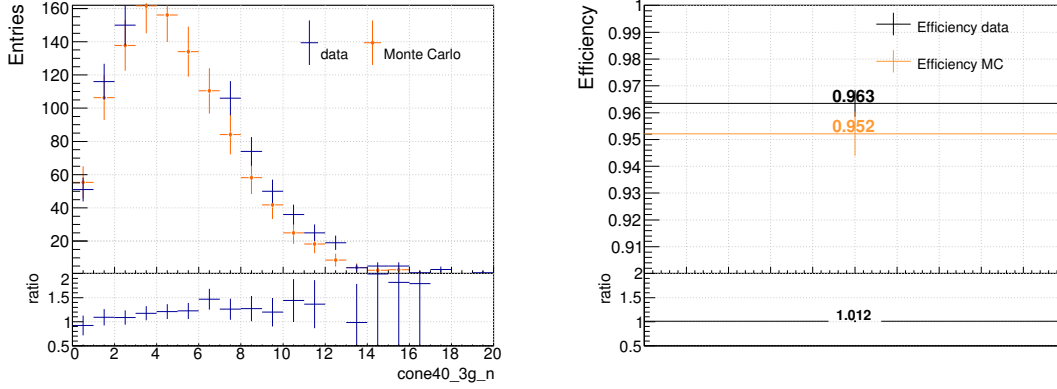 Entries
160
140
120
100
80
60
40
20
data
Monte Carlo
ratio
2
1.5
1
0.5
0 2 4 6 8 10 12 14 16 18 20
cone40_3g_n
Efficiency
1
0.99
0.98
0.97
0.96
0.95
0.94
0.93
0.92
0.91
Efficiency data
Efficiency MC
0.963
0.952
ratio
2
1.5
1
0.5
1.012